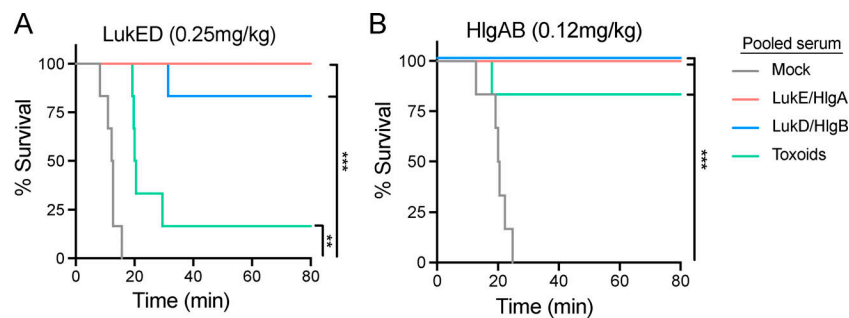 A
LukED (0.25mg/kg)
100
75
50
25
0
% Survival
0
20
40
60
80
Time (min)
***
**
B
HlgAB (0.12mg/kg)
100
75
50
25
0
% Survival
0
20
40
60
80
Time (min)
***
Pooled serum
Mock
LukE/HlgA
LukD/HlgB
Toxoids